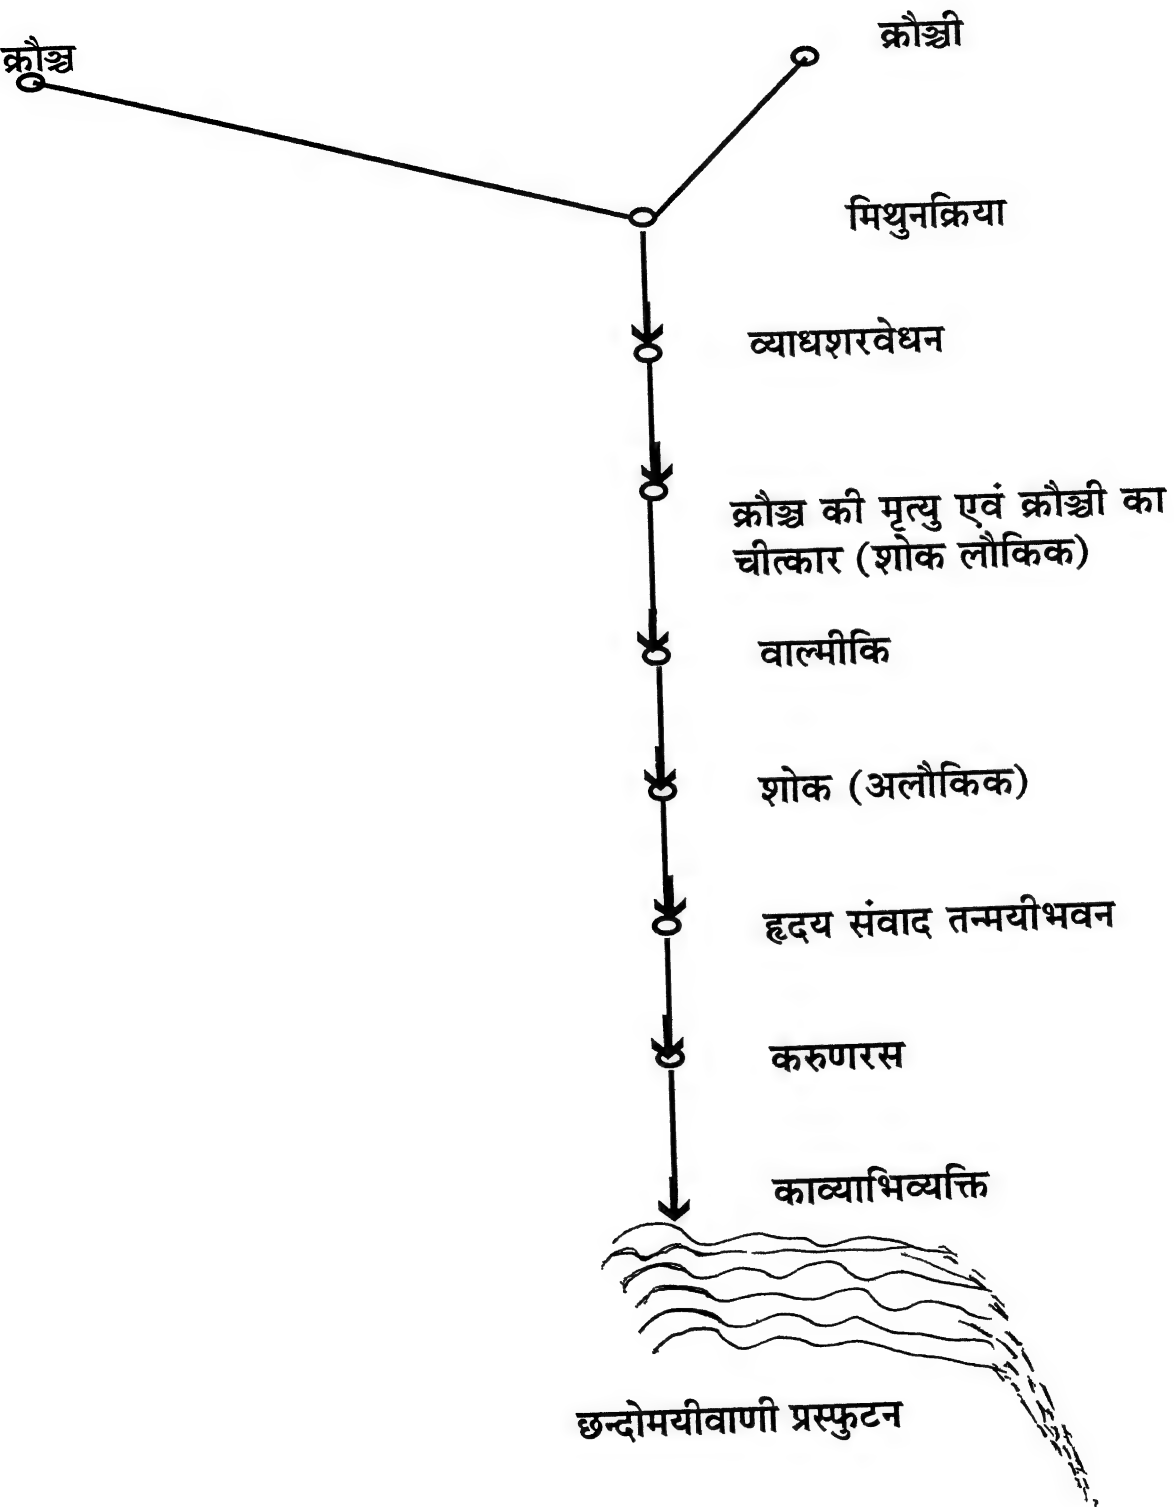 क्रौञ्च
क्रौञ्ची
मिथुनक्रिया
व्याधशरवेधन
क्रौञ्च की मृत्यु एवं क्रौञ्ची का
चीत्कार (शोक लौकिक)
वाल्मीकि
शोक (अलौकिक)
हृदय संवाद तन्मयीभवन
करुणरस
काव्याभिव्यक्ति
छन्दोमयीवाणी प्रस्फुटन